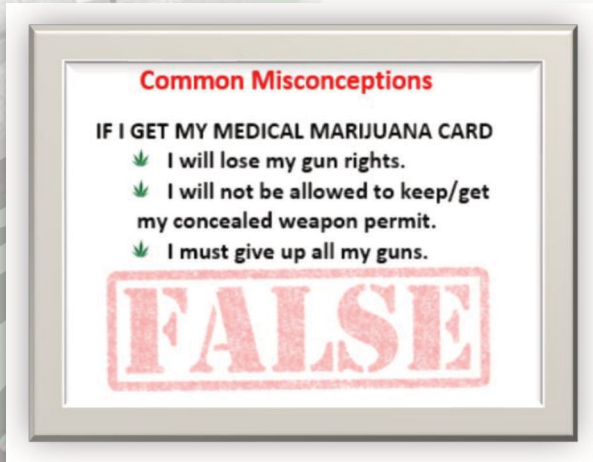 Common Misconceptions
IF I GET MY MEDICAL MARIJUANA CARD
I will lose my gun rights.
I will not be allowed to keep/get
my concealed weapon permit.
I must give up all my guns.
FALSE